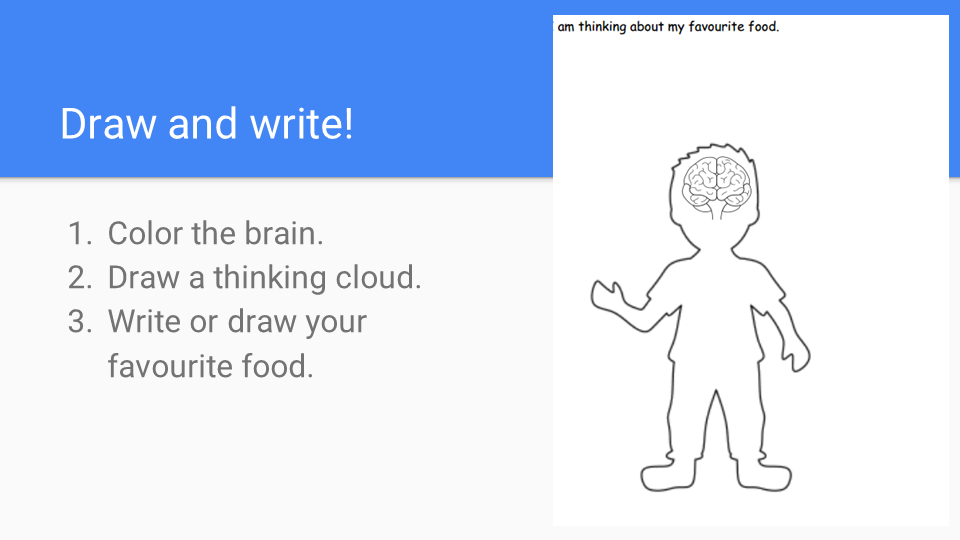 am thinking about my favourite food.
Draw and write!
1. Color the brain.
2. Draw a thinking cloud.
3. Write or draw your
favourite food.